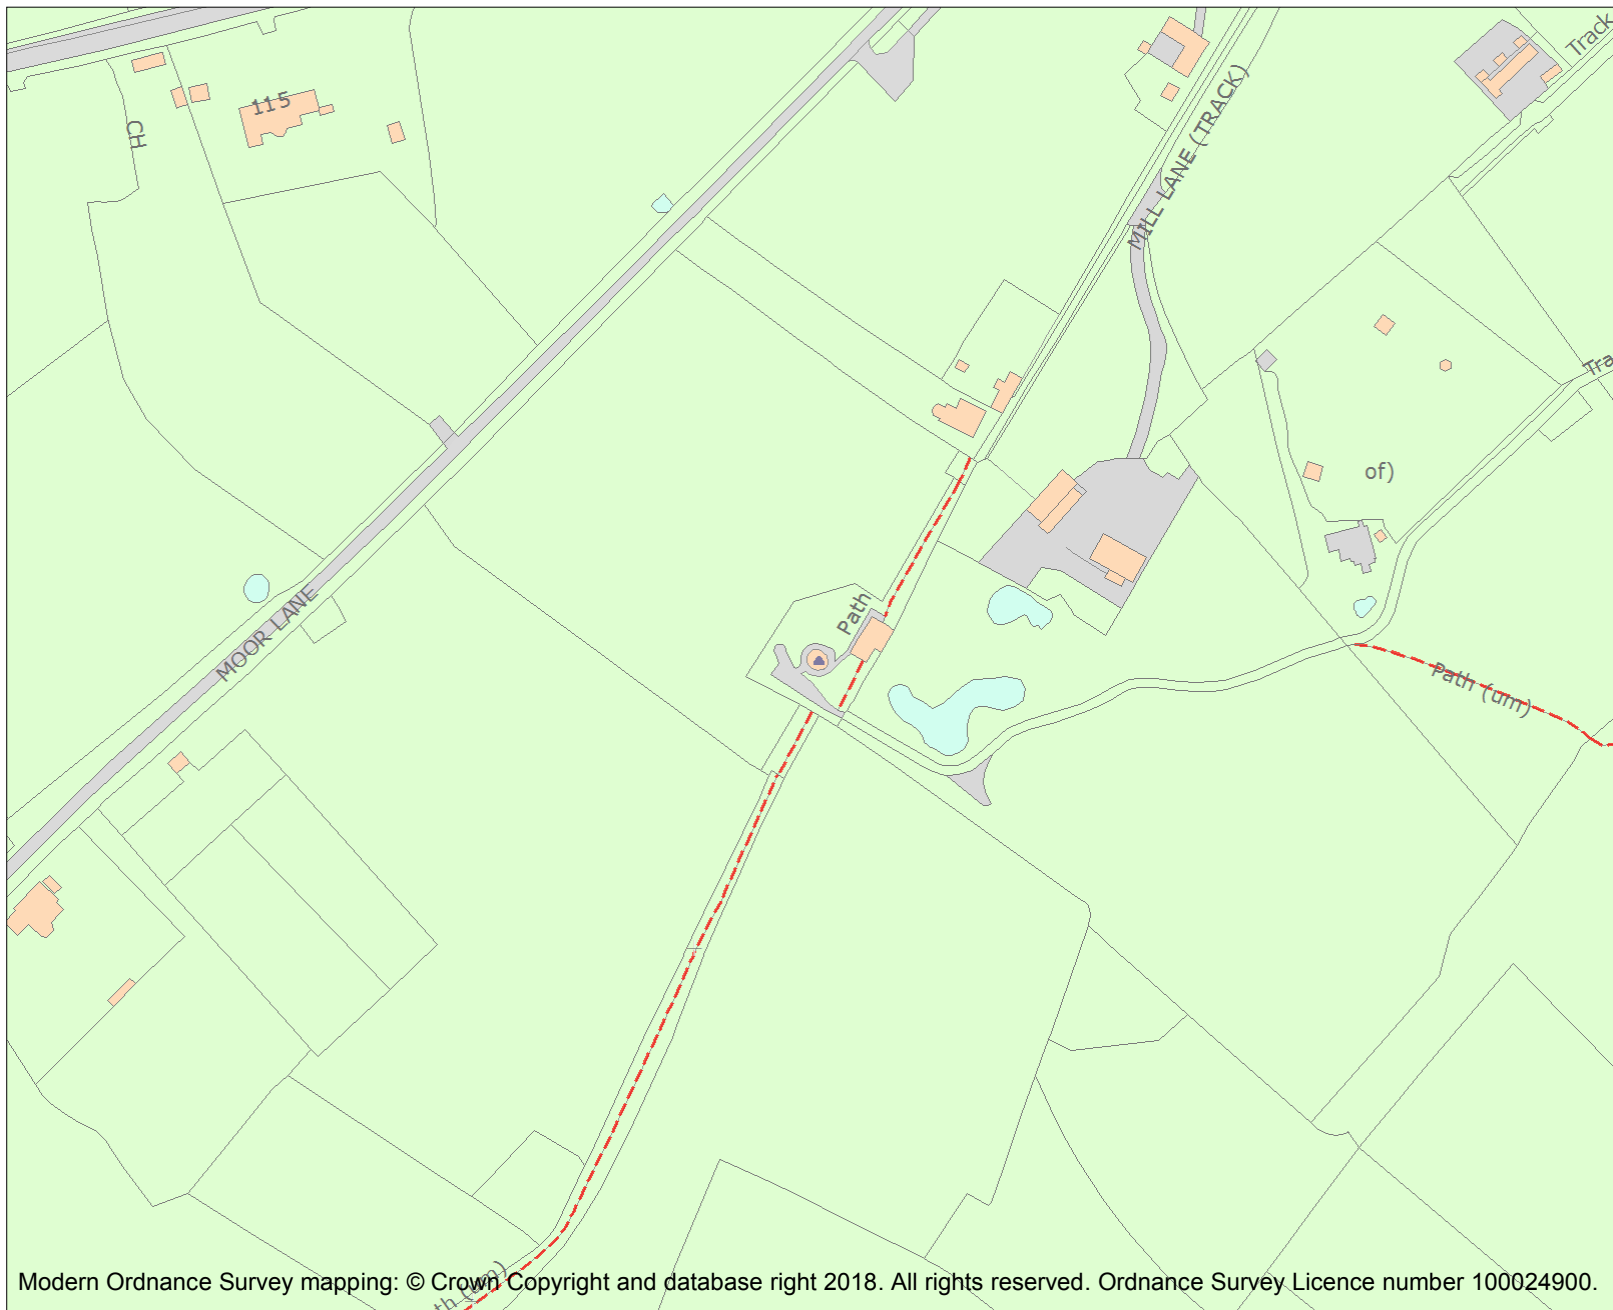 Track
115
CH
MILL LANE (TRACK)
of)
MOOR LANE
Path
Path (um)
Modern Ordnance Survey mapping: © Crown Copyright and database right 2018. All rights reserved. Ordnance Survey Licence number 100024900.